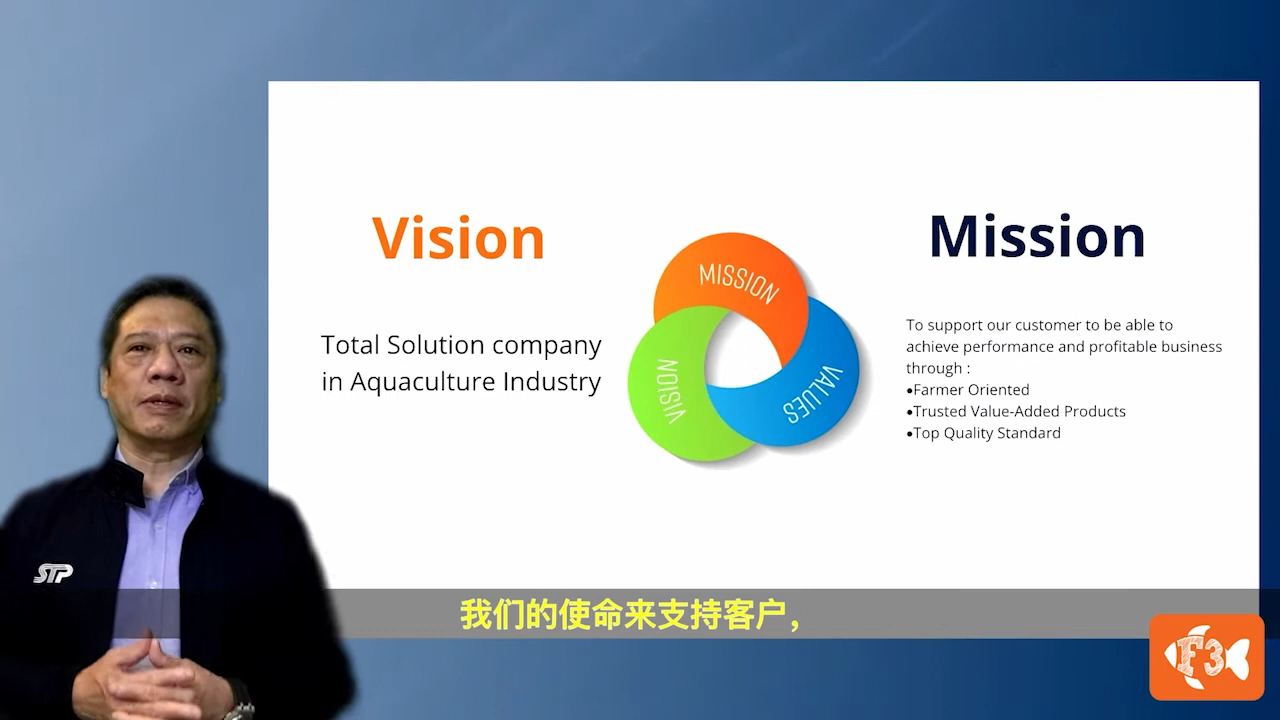 Vision
Total Solution company
in Aquaculture Industry
MISSION
VALUES
VISION
Mission
To support our customer to be able to
achieve performance and profitable business
through :
•Farmer Oriented
•Trusted Value-Added Products
•Top Quality Standard
STP
我们的使命来支持客户,
F3